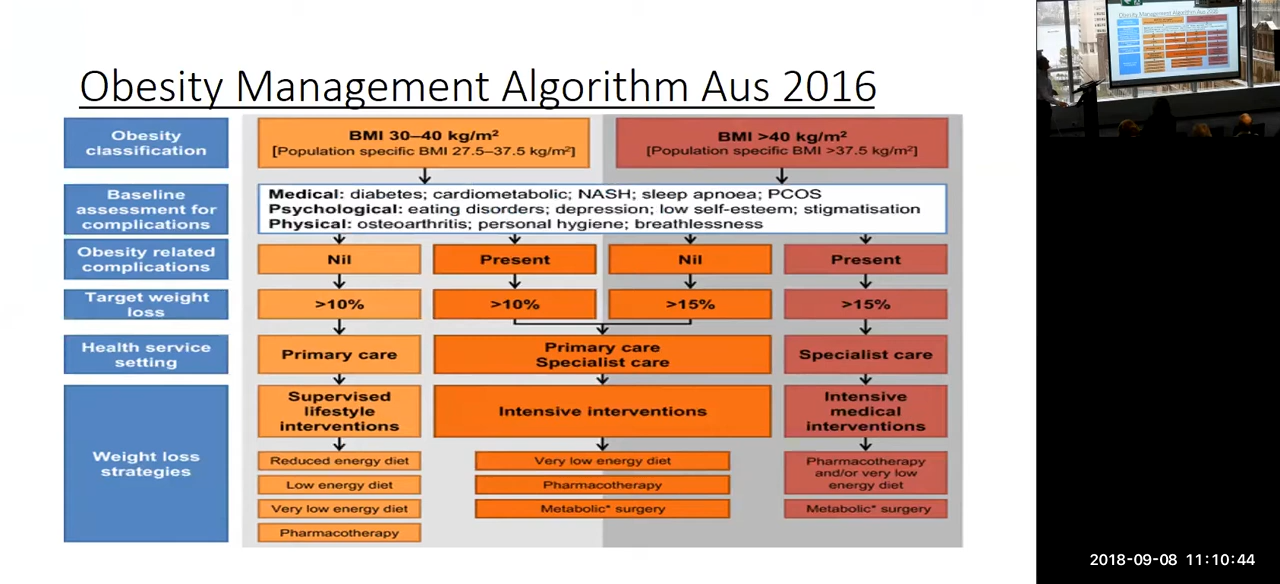 Obesity Management Algorithm Aus 2016
Obesity
classification
BMI 30–40 kg/m²
[Population specific BMI 27.5–37.5 kg/m²]
BMI >40 kg/m²
[Population specific BMI >37.5 kg/m²]
Baseline
assessment for
complications
Medical: diabetes; cardiometabolic; NASH; sleep apnoea; PCOS
Psychological: eating disorders; depression; low self-esteem; stigmatisation
Physical: osteoarthritis; personal hygiene; breathlessness
Obesity related
complications
Nil
Present
Nil
Present
Target weight
loss
>10%
>10%
>15%
>15%
Health service
setting
Primary care
Primary care
Specialist care
Specialist care
Weight loss
strategies
Supervised
lifestyle
interventions
Intensive interventions
Intensive
medical
interventions
Reduced energy diet
Low energy diet
Very low energy diet
Pharmacotherapy
Very low energy diet
Pharmacotherapy
Metabolic* surgery
Pharmacotherapy
and/or very low
energy diet
Metabolic* surgery
Obesity Management Algorithm Aus 2016
2018-09-08 11:10:44